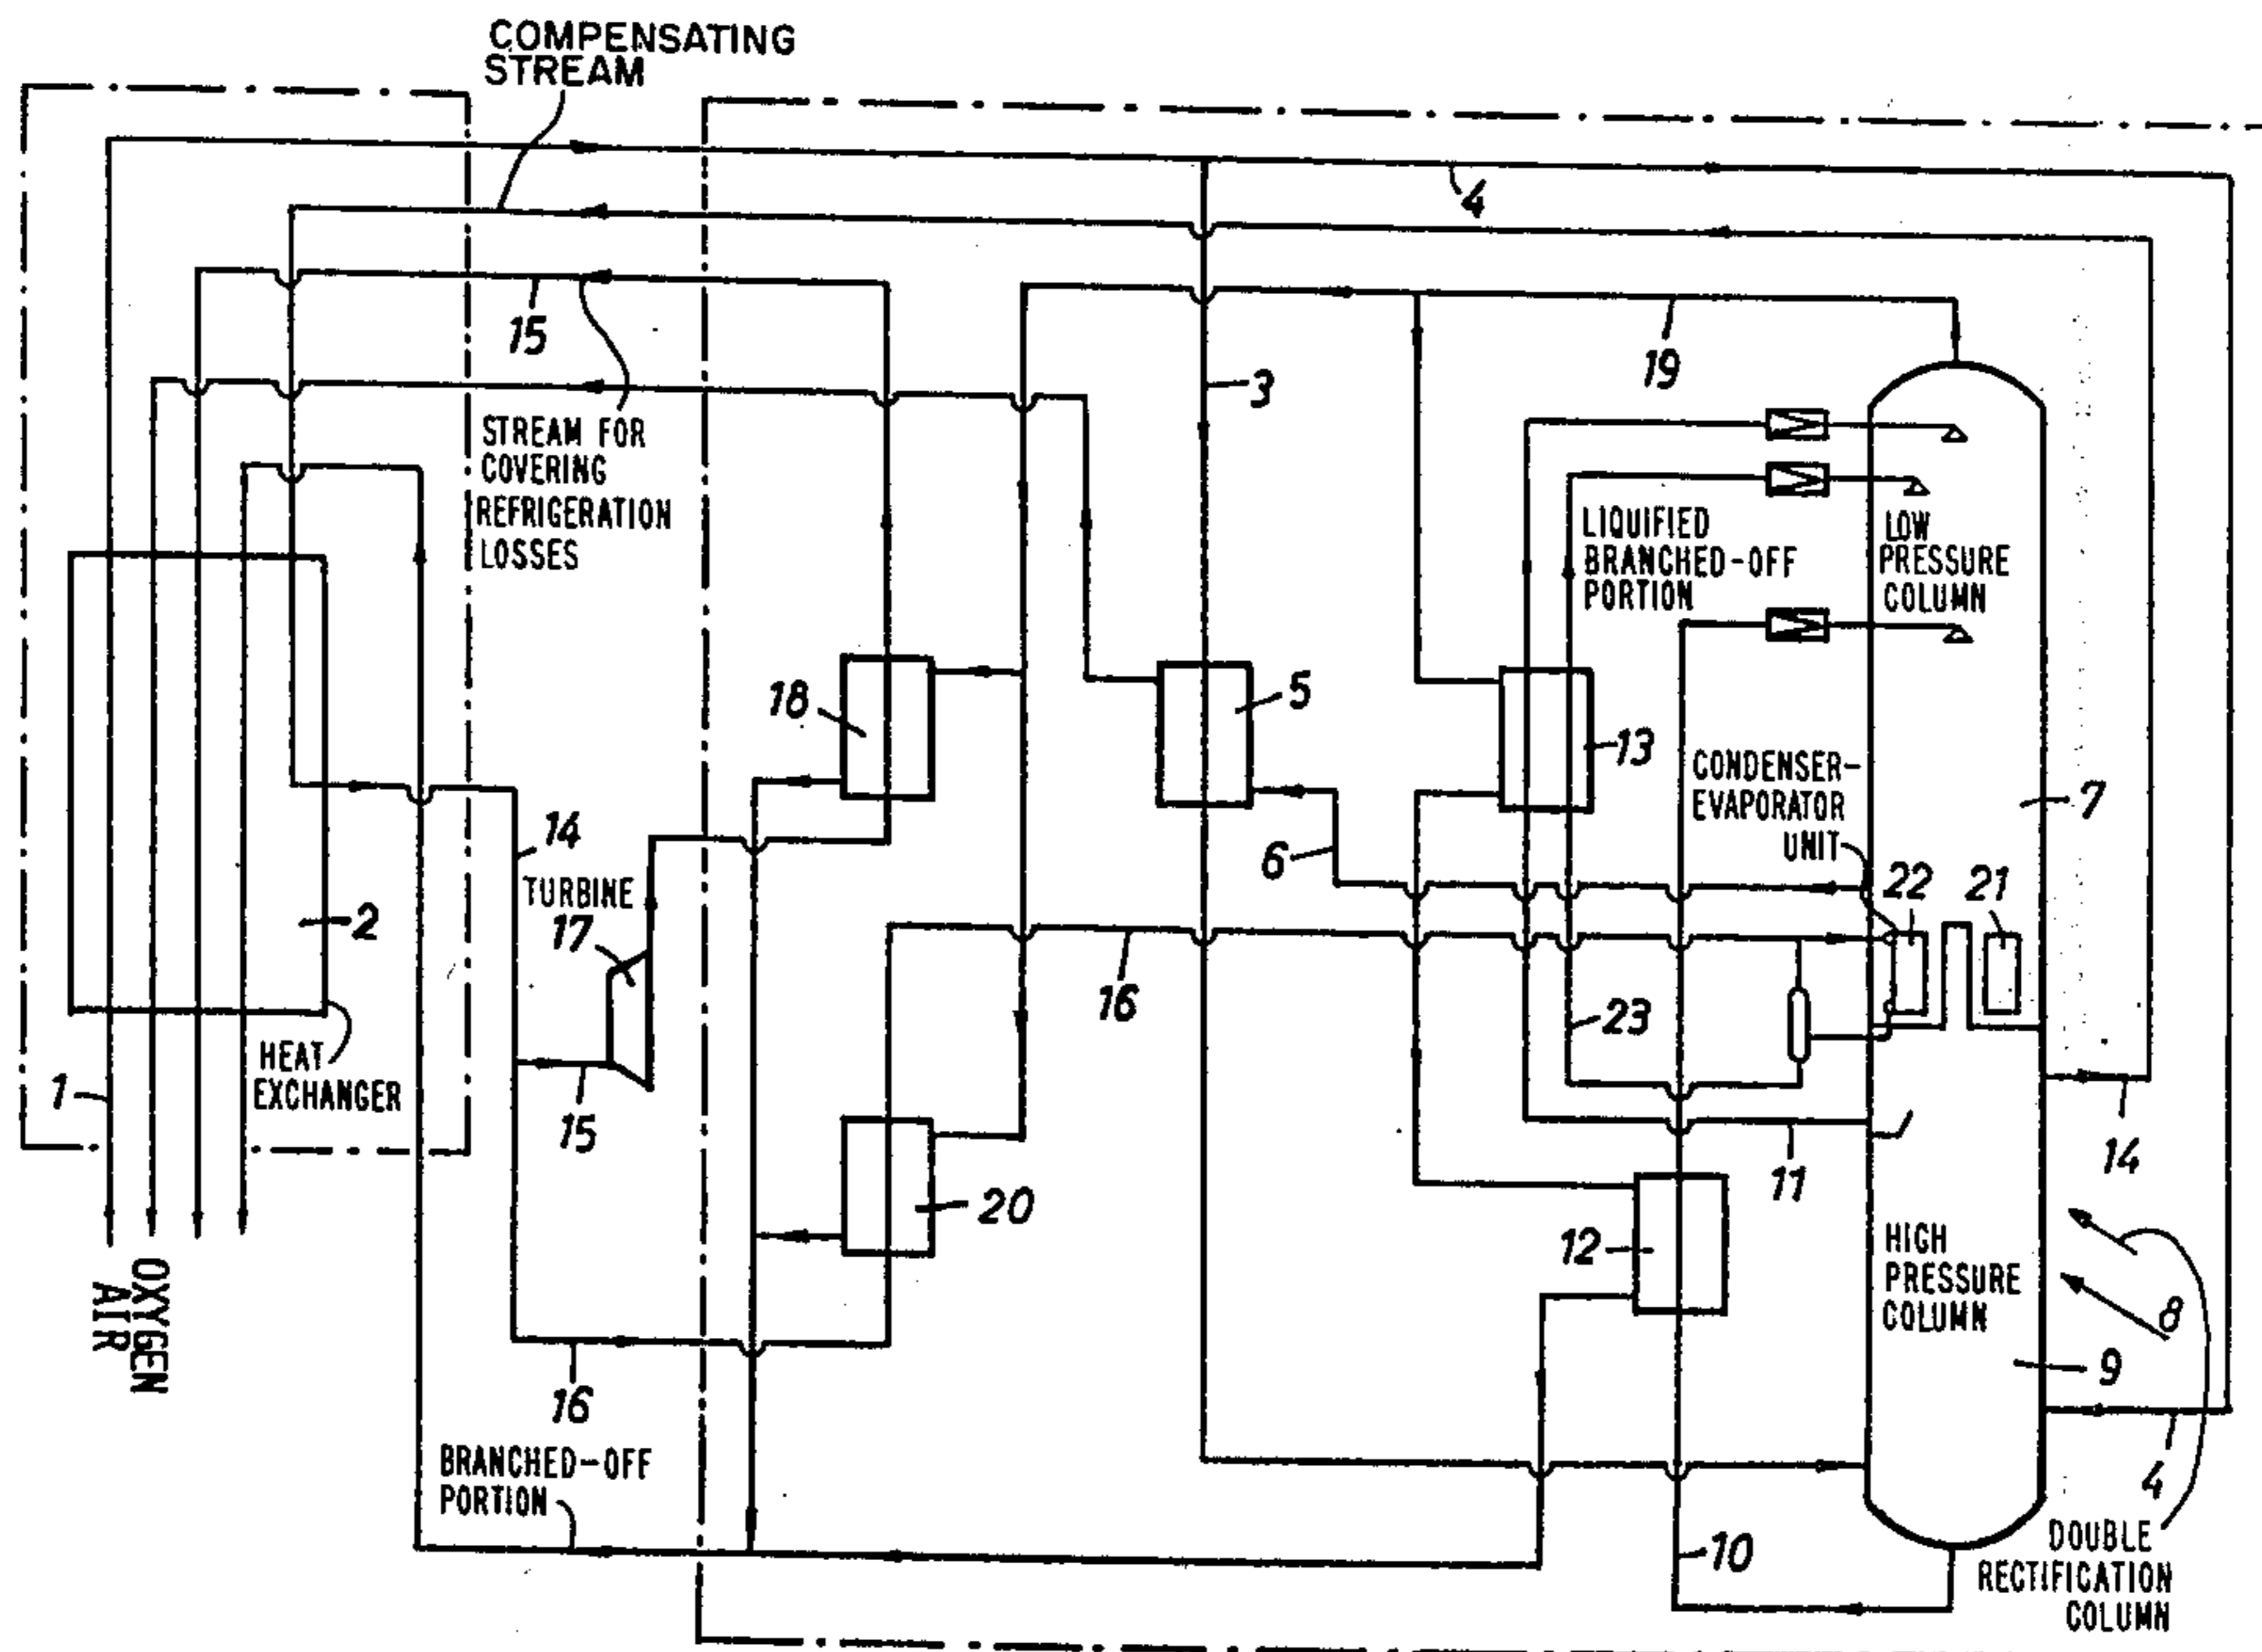 COMPENSATING
STREAM
4
15
19
3
STREAM FOR
COVERING
REFRIGERATION
LOSSES
LIQUIFIED
BRANCHED-OFF
PORTION
LOW
PRESSURE
COLUMN
18
5
13
CONDENSER-
EVAPORATOR
UNIT
7
14
6
TURBINE
17
22
21
2
16
23
HEAT
EXCHANGER
1
15
11
14
20
12
HIGH
PRESSURE
COLUMN
8
9
OXYGEN
AIR
16
BRANCHED-OFF
PORTION
4
10
DOUBLE
RECTIFICATION
COLUMN